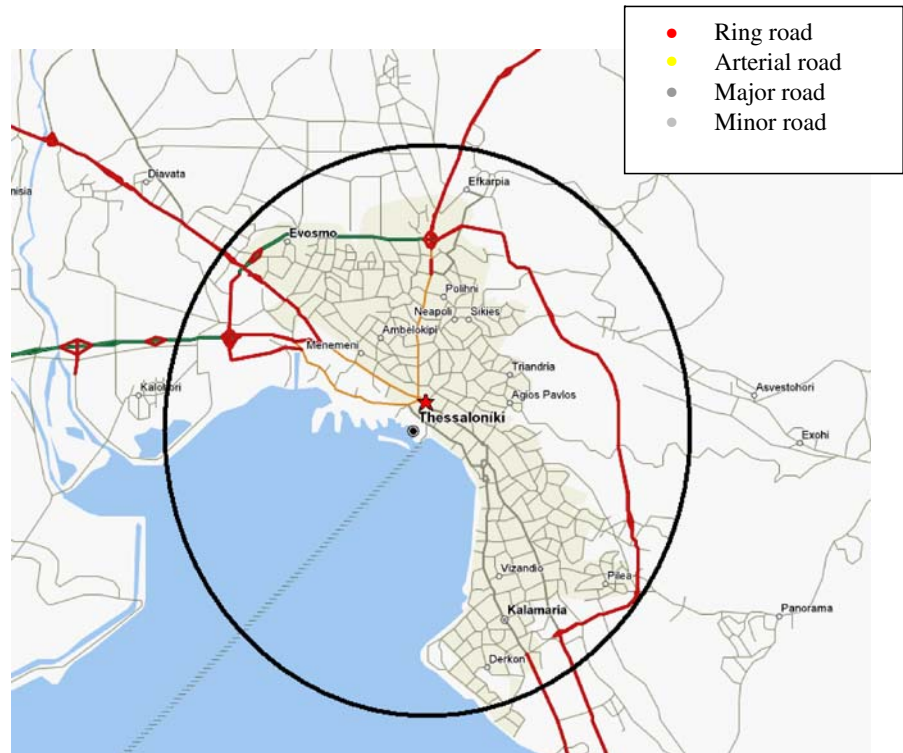 Ring road
Arterial road
Major road
Minor road
Diavata
nisia
Efkarpia
Evosmo
Polihni
Neapoli
Sikies
Ambelokipi
Menemeni
Triandria
Kalohori
Agios Pavlos
Asvestohori
Thessaloniki
Exohi
Vizandio
Pilea
Kalamaria
Panorama
Derkon